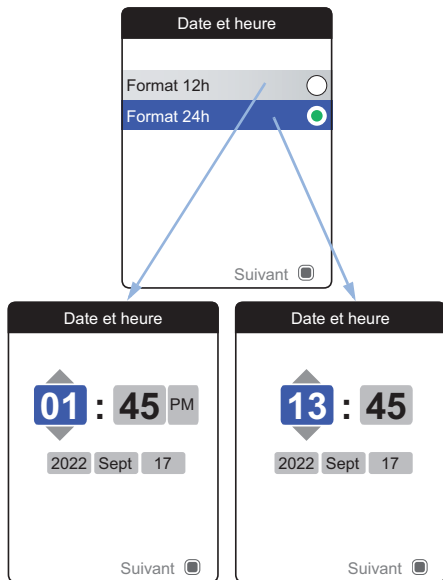 Date et heure
Format 12h
Format 24h
Suivant
Date et heure
01 : 45 PM
2022 Sept 17
Suivant
Date et heure
13 : 45
2022 Sept 17
Suivant